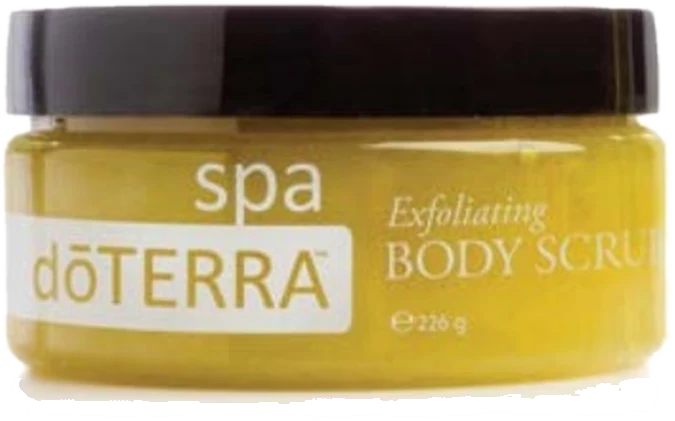 spa
dōTERRA™
Exfoliating
BODY SCRU
℮226 g